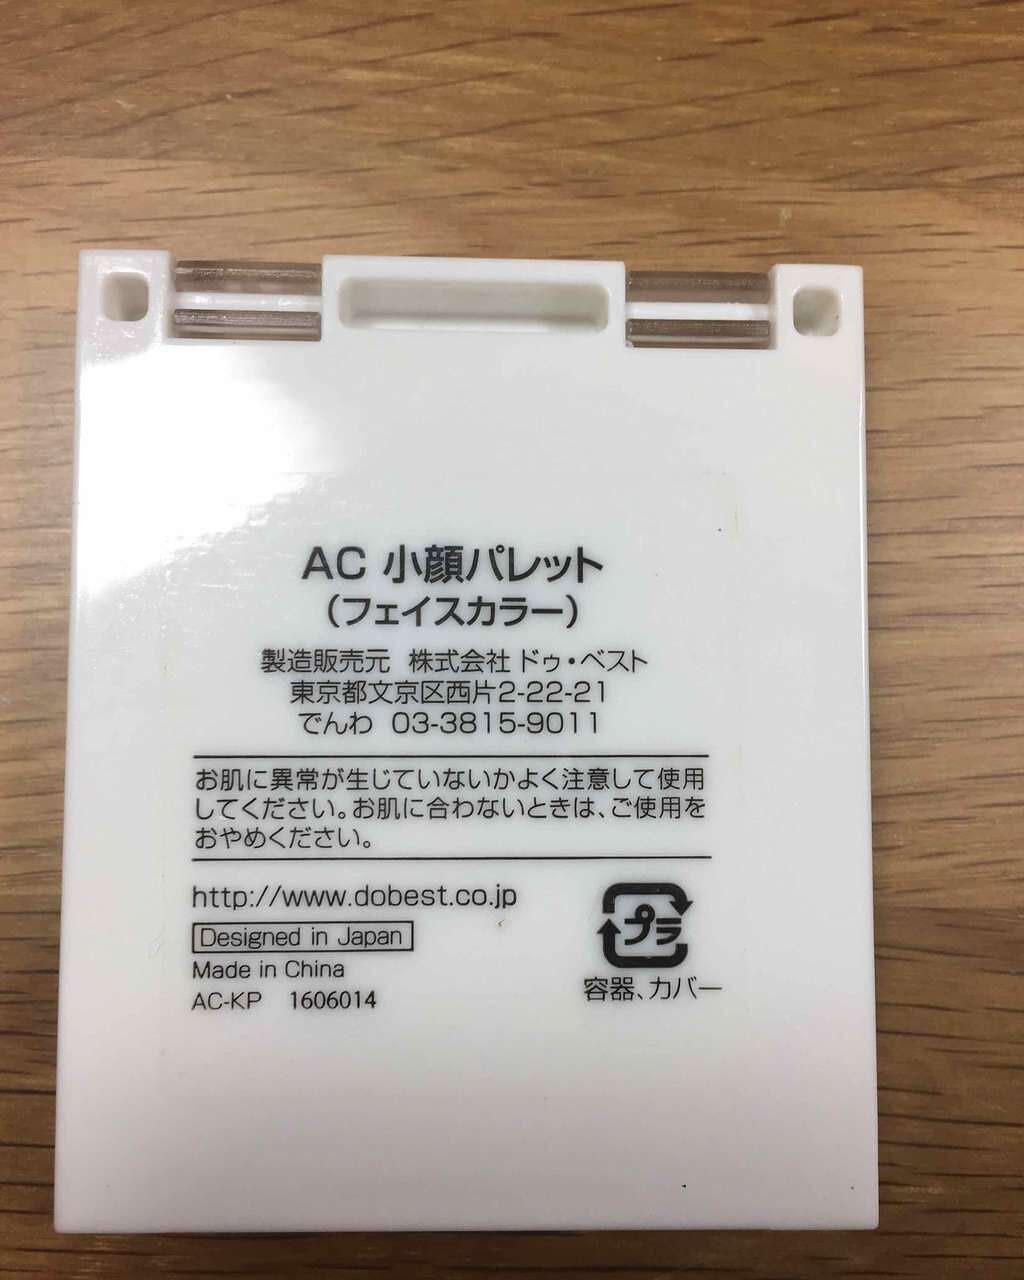 AC 小顔パレット
（フェイスカラー）
製造販売元 株式会社 ドゥ・ベスト
東京都文京区西片2-22-21
でんわ 03-3815-9011
お肌に異常が生じていないかよく注意して使用
してください。お肌に合わないときは、ご使用を
おやめください。
http://www.dobest.co.jp
Designed in Japan
Made in China
AC-KP 1606014
プラ
容器、カバー